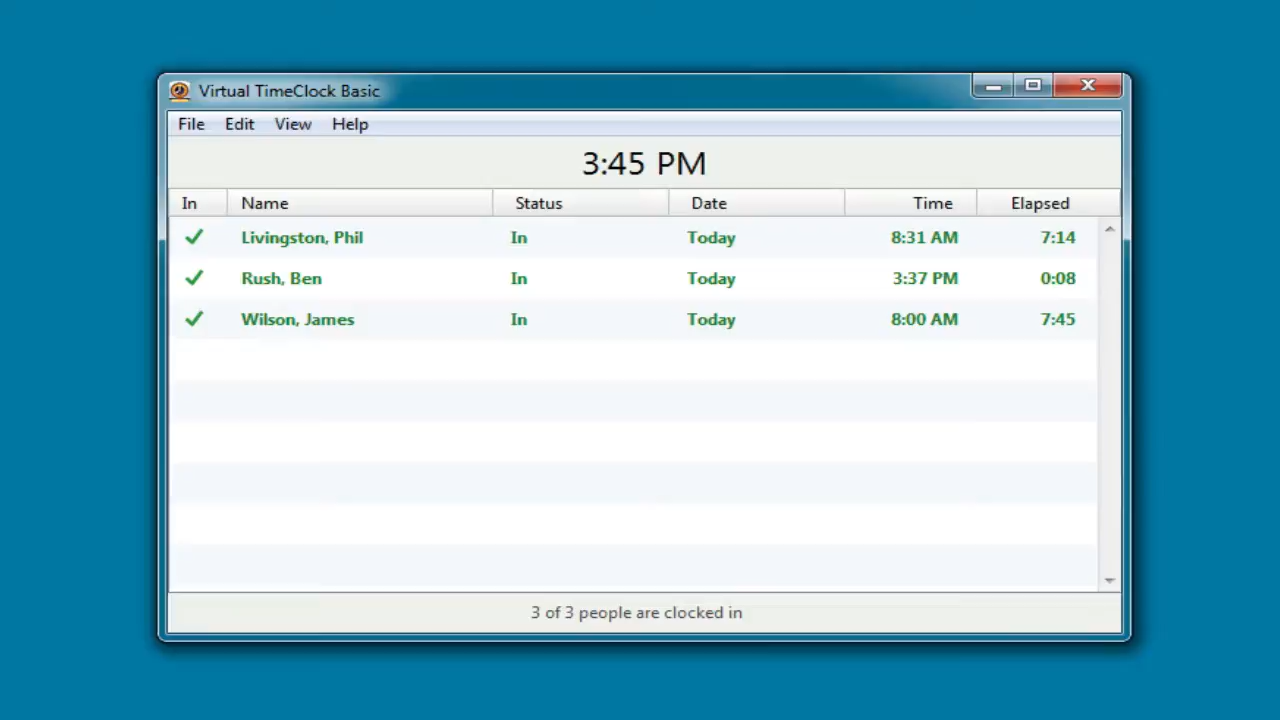 Virtual TimeClock Basic
File Edit View Help
3:45 PM
In Name Status Date Time Elapsed
Livingston, Phil In Today 8:31 AM 7:14
Rush, Ben In Today 3:37 PM 0:08
Wilson, James In Today 8:00 AM 7:45
3 of 3 people are clocked in